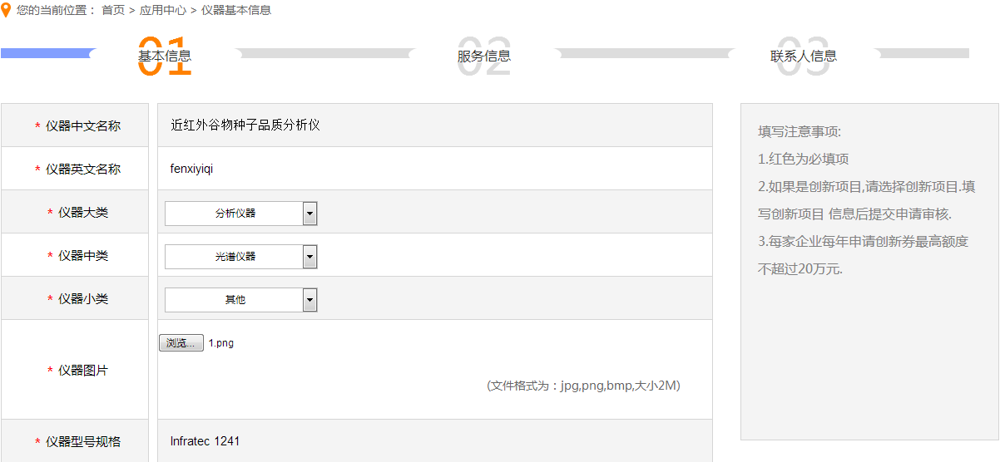 您的当前位置： 首页 > 应用中心 > 仪器基本信息
01 基本信息
02 服务信息
03 联系人信息
* 仪器中文名称 近红外谷物种子品质分析仪
* 仪器英文名称 fenxiyiqi
* 仪器大类 分析仪器
* 仪器中类 光谱仪器
* 仪器小类 其他
* 仪器图片 浏览... 1.png
(文件格式为：jpg,png,bmp,大小2M)
* 仪器型号规格 Infratec 1241
填写注意事项:
1.红色为必填项
2.如果是创新项目,请选择创新项目.填
写创新项目 信息后提交申请审核.
3.每家企业每年申请创新券最高额度
不超过20万元.